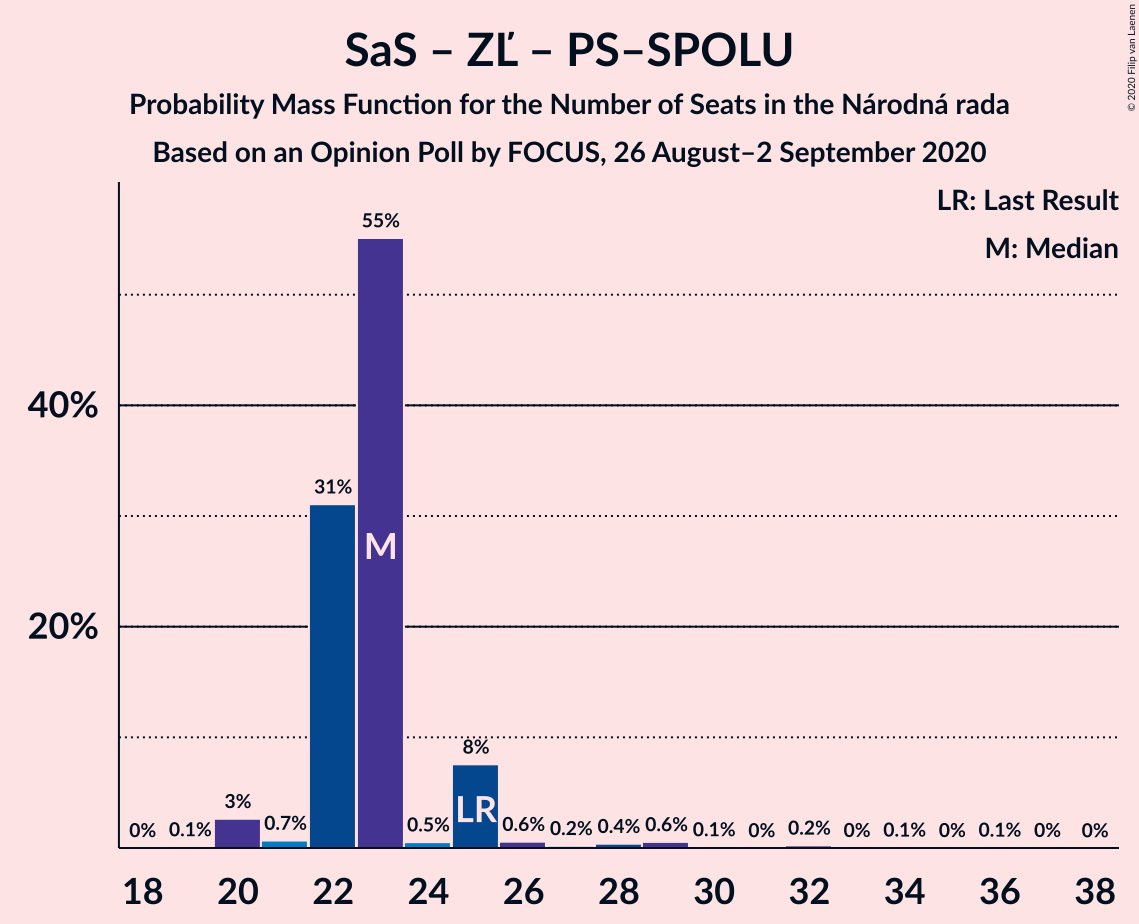 SaS – ZĽ – PS–SPOLU
Probability Mass Function for the Number of Seats in the Národná rada
Based on an Opinion Poll by FOCUS, 26 August–2 September 2020
© 2020 Filip van Laenen
LR: Last Result
M: Median
40%
20%
0%
0.1%
3%
0.7%
31%
55%
M
0.5%
8%
LR
0.6%
0.2%
0.4%
0.6%
0.1%
0%
0.2%
0%
0.1%
0%
0.1%
0%
0%
18 20 22 24 26 28 30 32 34 36 38